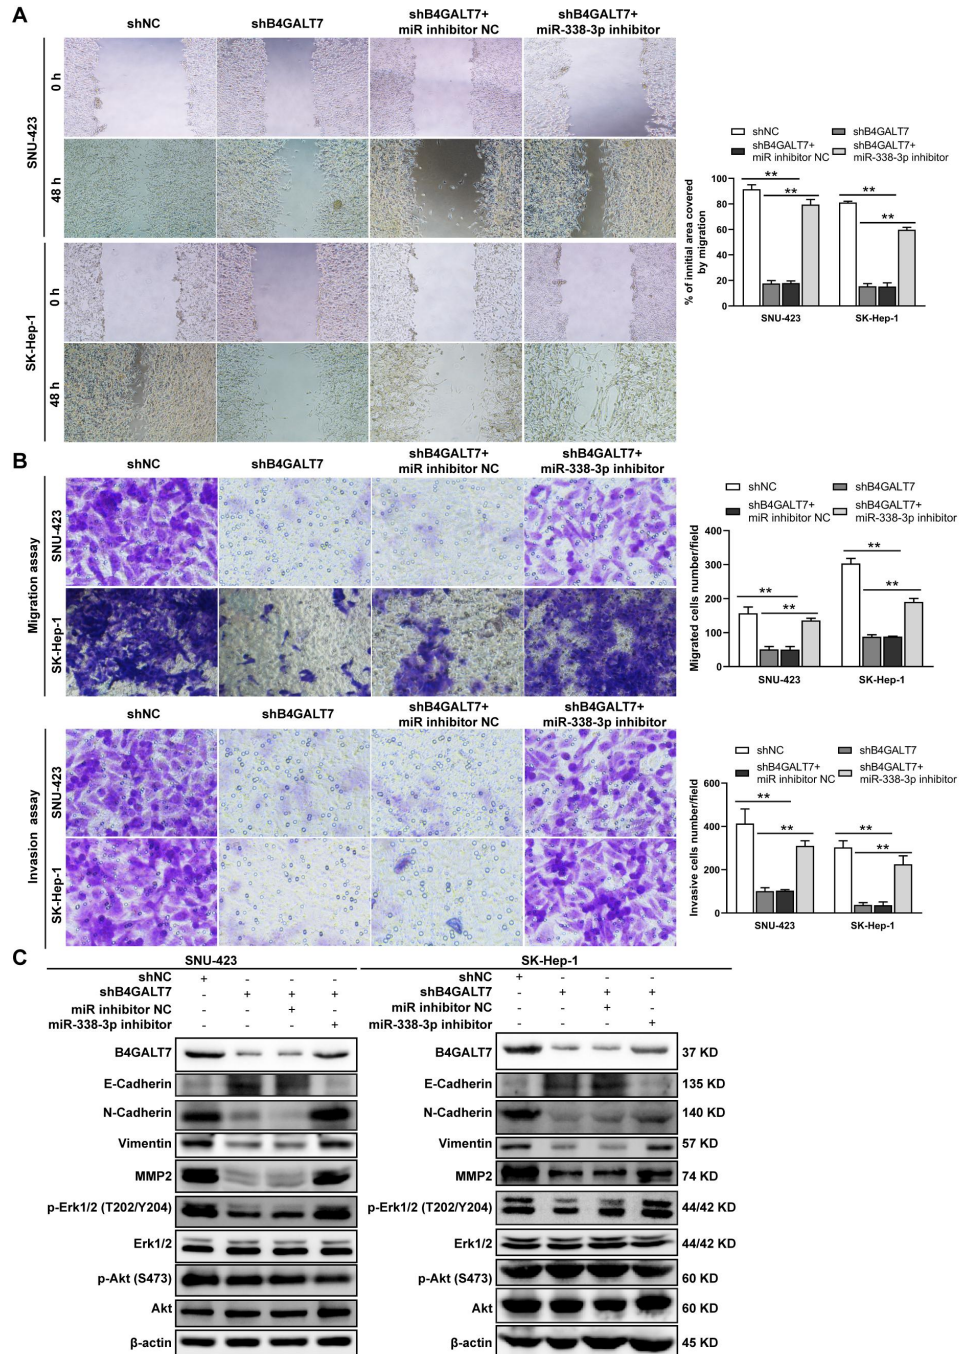 A
shNC
shB4GALT7
shB4GALT7+
miR inhibitor NC
shB4GALT7+
miR-338-3p inhibitor
SNU-423
0 h
48 h
SK-Hep-1
0 h
48 h
shNC
shB4GALT7
shB4GALT7+
miR inhibitor NC
shB4GALT7+
miR-338-3p inhibitor
% of innitial area covered
by migration
100
80
60
40
20
0
**
**
**
**
SNU-423
SK-Hep-1
B
shNC
shB4GALT7
shB4GALT7+
miR inhibitor NC
shB4GALT7+
miR-338-3p inhibitor
Migration assay
SNU-423
SK-Hep-1
shNC
shB4GALT7
shB4GALT7+
miR inhibitor NC
shB4GALT7+
miR-338-3p inhibitor
Migrated cells number/field
400
300
200
100
0
**
**
**
**
SNU-423
SK-Hep-1
shNC
shB4GALT7
shB4GALT7+
miR inhibitor NC
shB4GALT7+
miR-338-3p inhibitor
Invasion assay
SNU-423
SK-Hep-1
shNC
shB4GALT7
shB4GALT7+
miR inhibitor NC
shB4GALT7+
miR-338-3p inhibitor
Invasive cells number/field
600
400
200
0
**
**
**
**
SNU-423
SK-Hep-1
C
SNU-423
shNC + - - -
shB4GALT7 - + + +
miR inhibitor NC - - + -
miR-338-3p inhibitor - - - +
B4GALT7
E-Cadherin
N-Cadherin
Vimentin
MMP2
p-Erk1/2 (T202/Y204)
Erk1/2
p-Akt (S473)
Akt
β-actin
SK-Hep-1
shNC + - - -
shB4GALT7 - + + +
miR inhibitor NC - - + -
miR-338-3p inhibitor - - - +
B4GALT7 37 KD
E-Cadherin 135 KD
N-Cadherin 140 KD
Vimentin 57 KD
MMP2 74 KD
p-Erk1/2 (T202/Y204) 44/42 KD
Erk1/2 44/42 KD
p-Akt (S473) 60 KD
Akt 60 KD
β-actin 45 KD